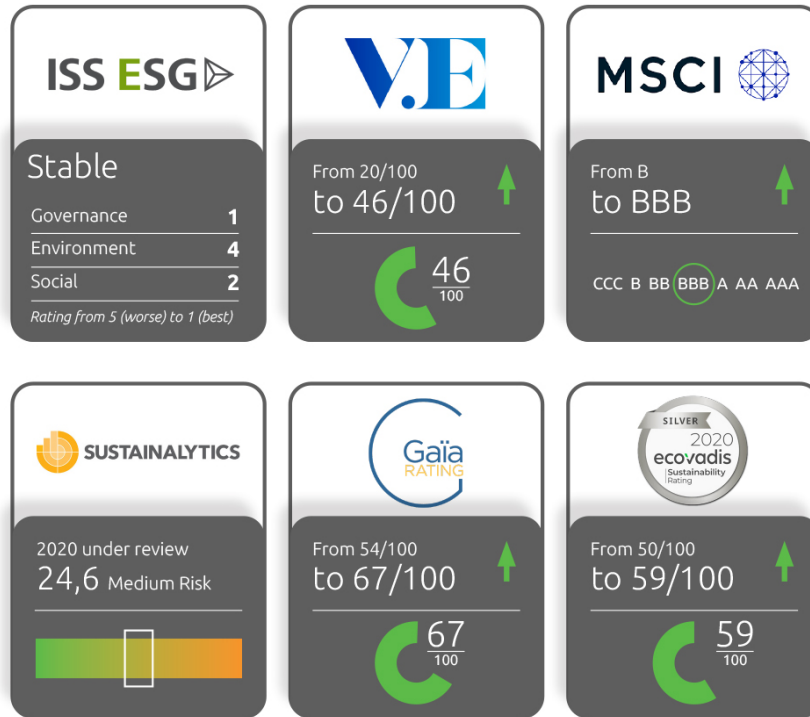 ISS ESG
Stable
Governance 1
Environment 4
Social 2
Rating from 5 (worse) to 1 (best)
V.E
From 20/100
to 46/100
46
100
MSCI
From B
to BBB
CCC B BB BBB A AA AAA
SUSTAINALYTICS
2020 under review
24,6 Medium Risk
Gaïa
RATING
From 54/100
to 67/100
67
100
SILVER
2020
ecovadis
Sustainability
Rating
From 50/100
to 59/100
59
100